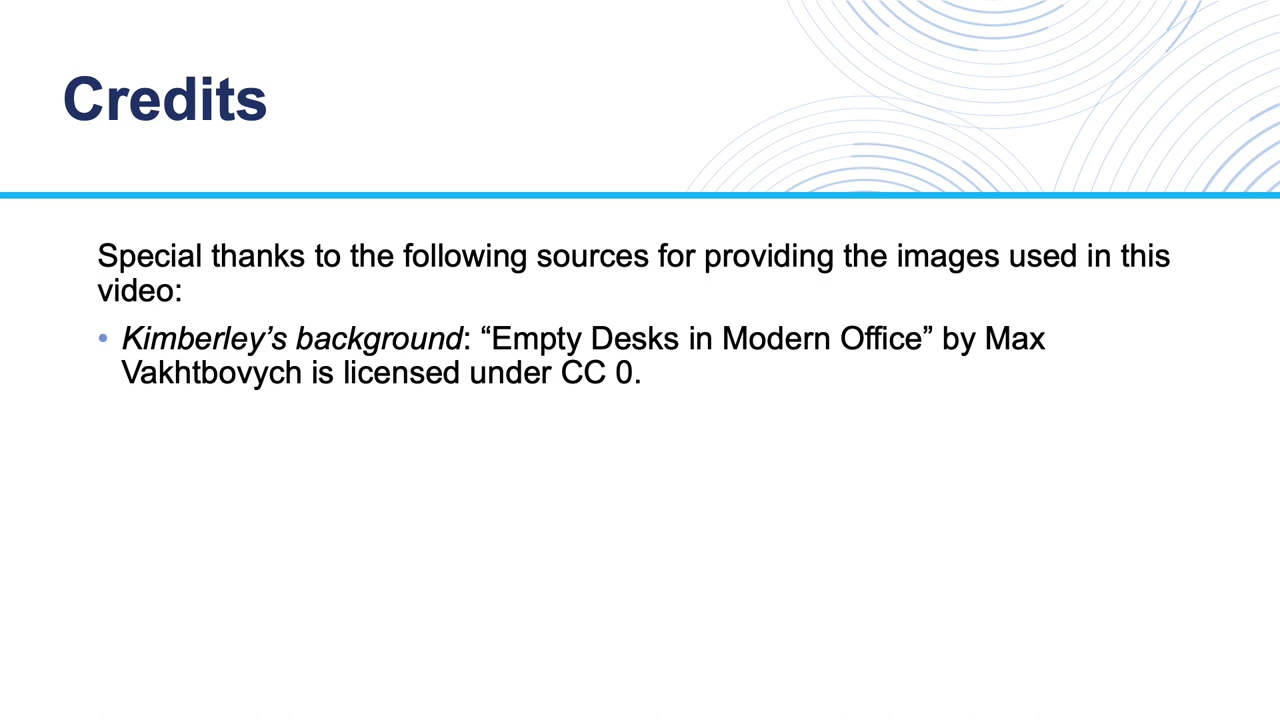 Credits
Special thanks to the following sources for providing the images used in this
video:
• Kimberley’s background: “Empty Desks in Modern Office” by Max
Vakhtbovych is licensed under CC 0.